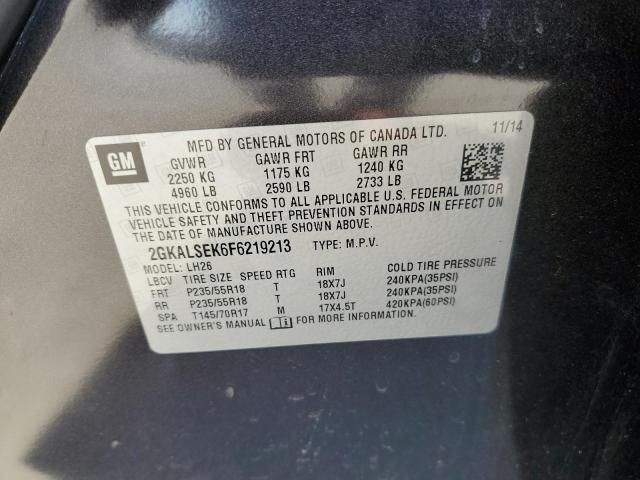 GM
MFD BY GENERAL MOTORS OF CANADA LTD. 11/14
GVWR GAWR FRT GAWR RR
2250 KG 1175 KG 1240 KG
4960 LB 2590 LB 2733 LB
THIS VEHICLE CONFORMS TO ALL APPLICABLE U.S. FEDERAL MOTOR
VEHICLE SAFETY AND THEFT PREVENTION STANDARDS IN EFFECT ON
THE DATE OF MANUFACTURE SHOWN ABOVE.
2GKALSEK6F6219213 TYPE: M.P.V.
MODEL: LH26
LBCV TIRE SIZE SPEED RTG RIM COLD TIRE PRESSURE
FRT P235/55R18 T 18X7J 240KPA(35PSI)
RR P235/55R18 T 18X7J 240KPA(35PSI)
SPA T145/70R17 M 17X4.5T 420KPA(60PSI)
SEE OWNER'S MANUAL FOR MORE INFORMATION.